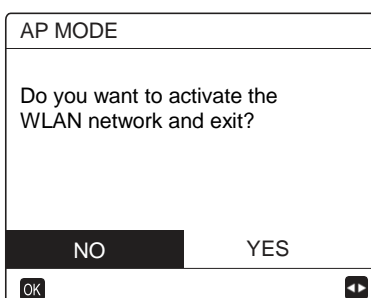 AP MODE
Do you want to activate the
WLAN network and exit?
NO YES
OK